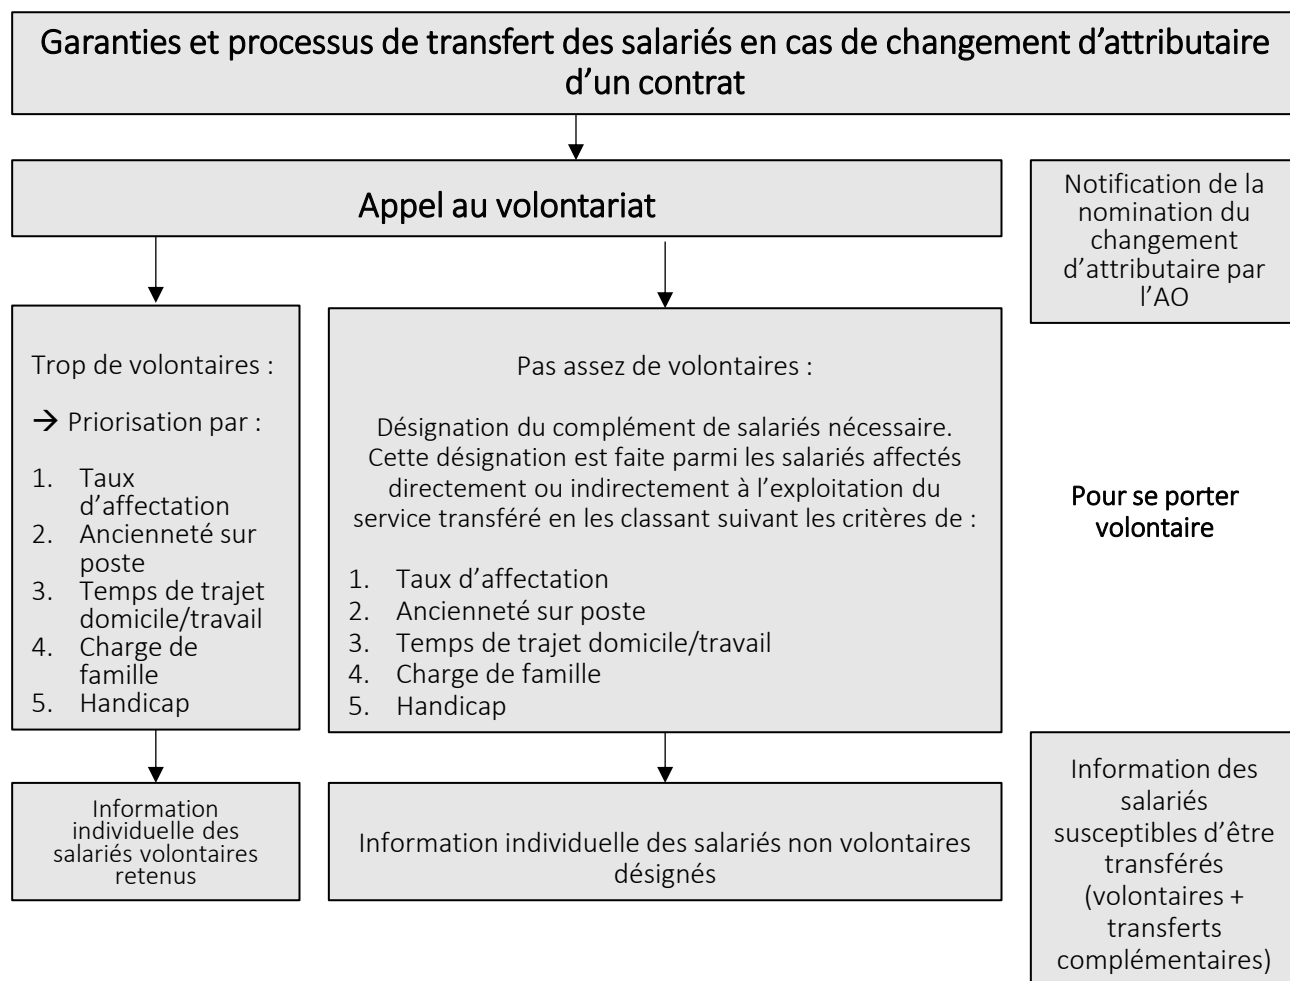 Garanties et processus de transfert des salariés en cas de changement d’attributaire
d’un contrat
Appel au volontariat
Notification de la
nomination du
changement
d’attributaire par
l’AO
Trop de volontaires :
→ Priorisation par :
1. Taux
d’affectation
2. Ancienneté sur
poste
3. Temps de trajet
domicile/travail
4. Charge de
famille
5. Handicap
Pas assez de volontaires :
Désignation du complément de salariés nécessaire.
Cette désignation est faite parmi les salariés affectés
directement ou indirectement à l’exploitation du
service transféré en les classant suivant les critères de :
1. Taux d’affectation
2. Ancienneté sur poste
3. Temps de trajet domicile/travail
4. Charge de famille
5. Handicap
Pour se porter
volontaire
Information
individuelle des
salariés volontaires
retenus
Information individuelle des salariés non volontaires
désignés
Information des
salariés
susceptibles d’être
transférés
(volontaires +
transferts
complémentaires)